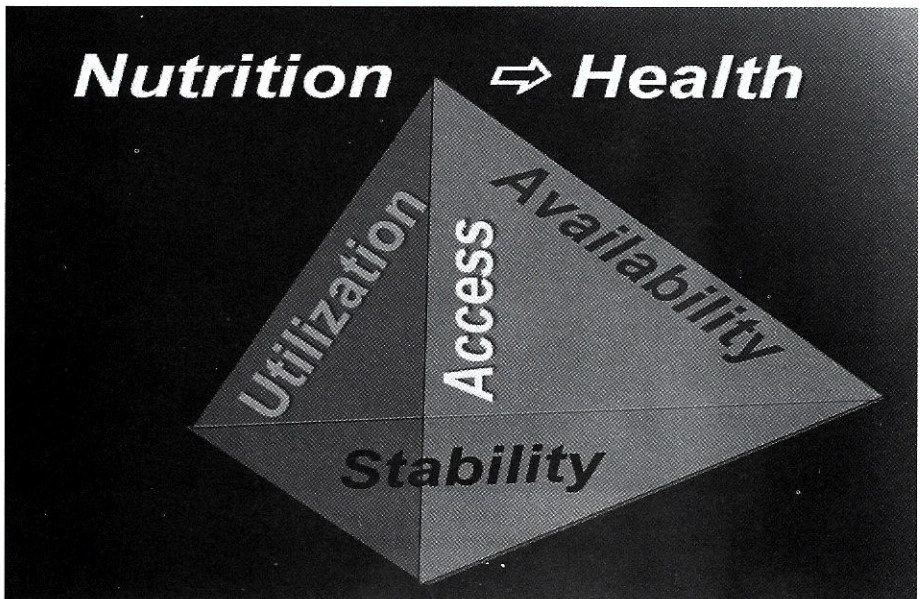 Nutrition ⇨ Health
Utilization
Access
Availability
Stability